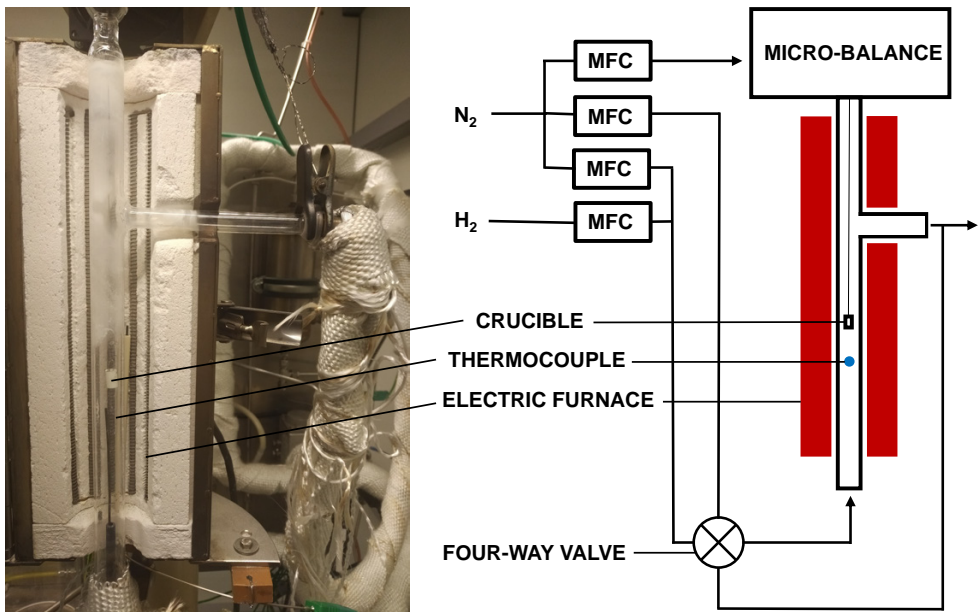 MFC
MICRO-BALANCE
N₂
MFC
MFC
H₂
MFC
CRUCIBLE
THERMOCOUPLE
ELECTRIC FURNACE
FOUR-WAY VALVE